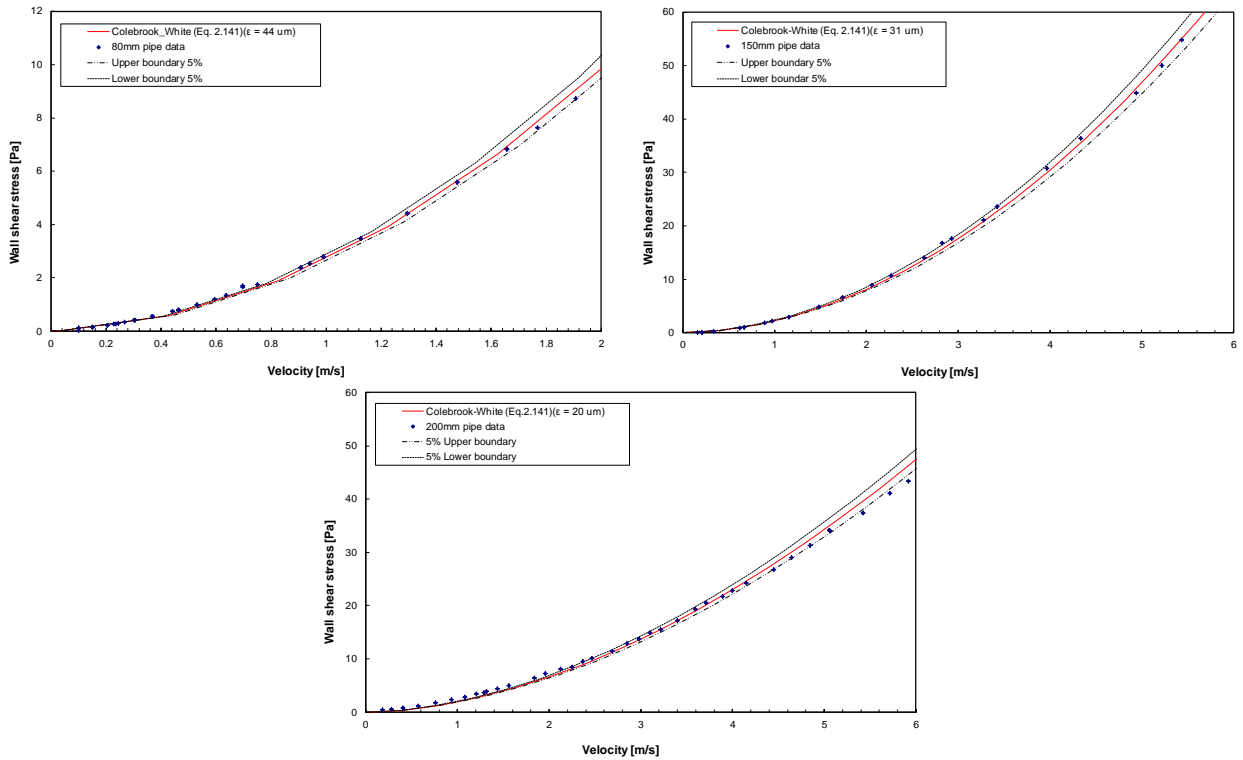 12
10
8
6
4
2
0
Wall shear stress [Pa]
Colebrook_White (Eq. 2.141)(ε = 44 um)
80mm pipe data
Upper boundary 5%
Lower boundary 5%
0 0.2 0.4 0.6 0.8 1 1.2 1.4 1.6 1.8 2
Velocity [m/s]
60
50
40
30
20
10
0
Wall shear stress [Pa]
Colebrook-White (Eq. 2.141)(ε = 31 um)
150mm pipe data
Upper boundary 5%
Lower boundar 5%
0 1 2 3 4 5 6
Velocity [m/s]
60
50
40
30
20
10
0
Wall shear stress [Pa]
Colebrook-White (Eq.2.141)(ε = 20 um)
200mm pipe data
5% Upper boundary
5% Lower boundary
0 1 2 3 4 5 6
Velocity [m/s]